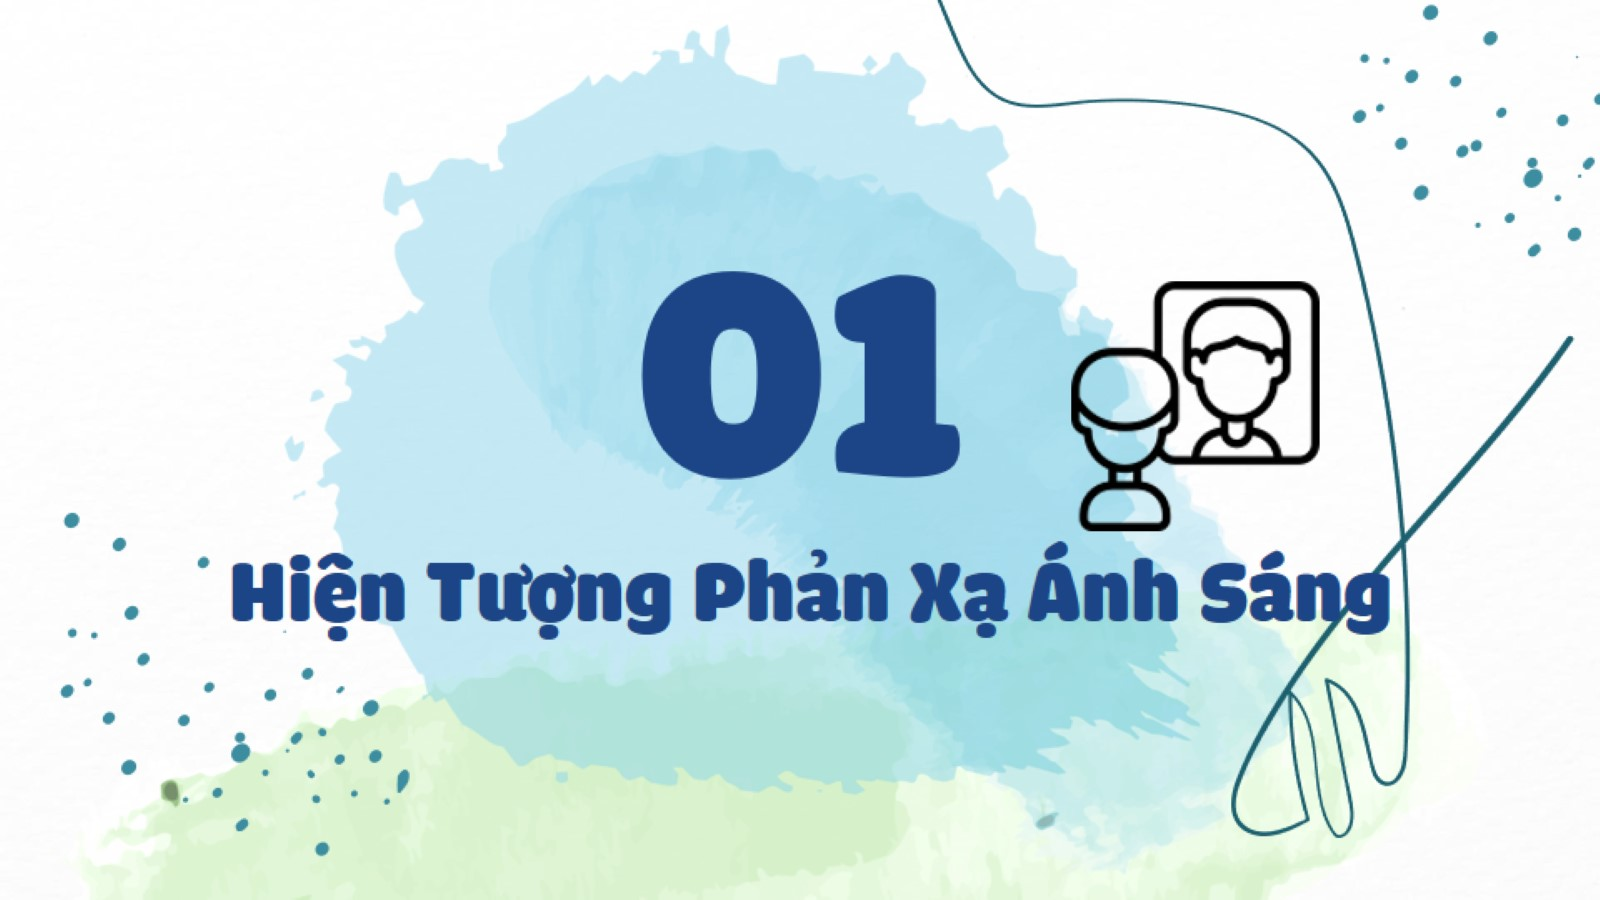 01
Hiện Tượng Phản Xạ Ánh Sáng